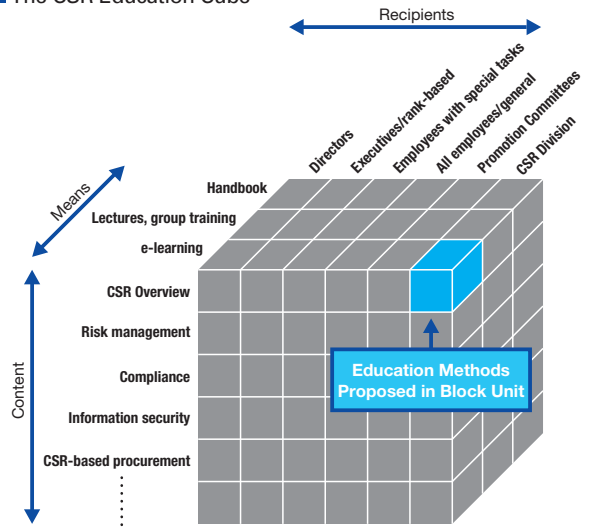 The CSR Education Cube
Recipients
Directors
Executives/rank-based
Employees with special tasks
All employees/general
Promotion Committees
CSR Division
Means
Handbook
Lectures, group training
e-learning
Content
CSR Overview
Risk management
Compliance
Information security
CSR-based procurement
Education Methods
Proposed in Block Unit